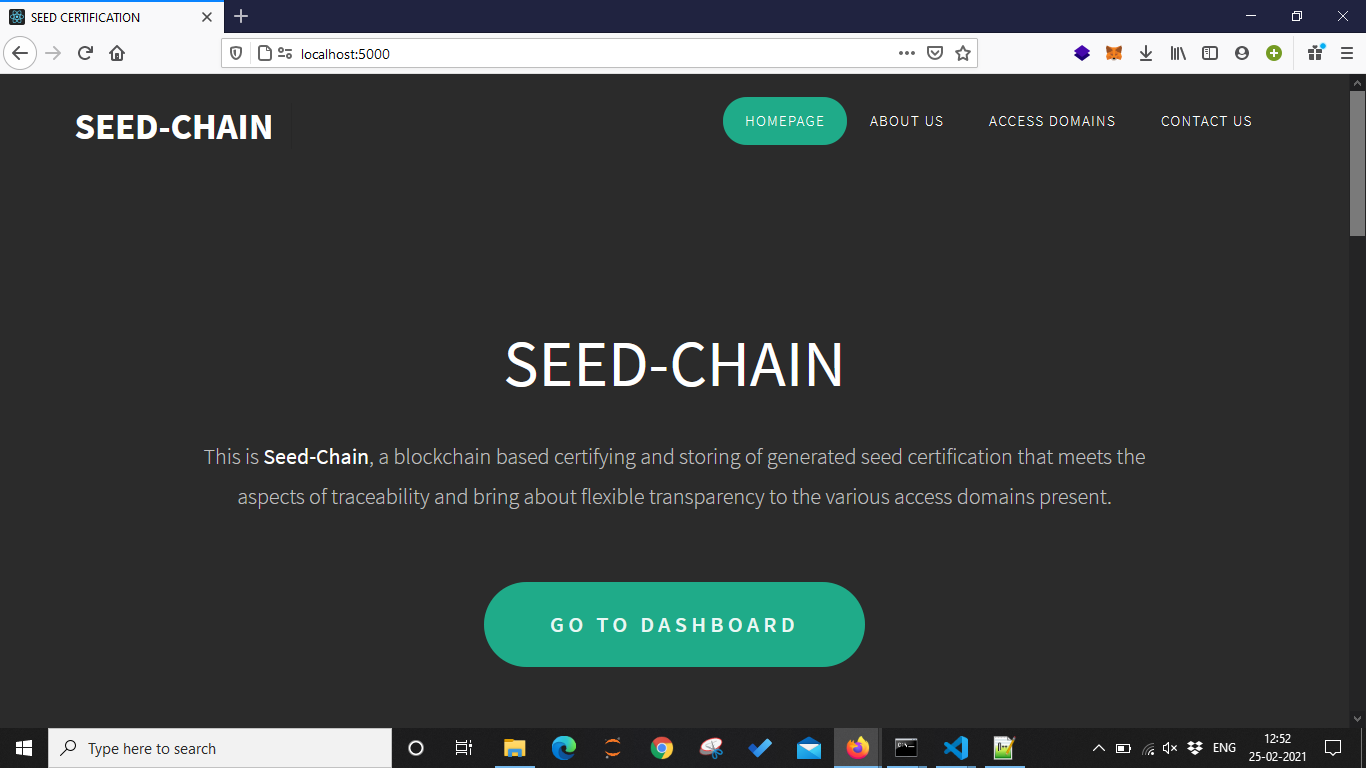 SEED CERTIFICATION
localhost:5000
SEED-CHAIN
HOMEPAGE
ABOUT US
ACCESS DOMAINS
CONTACT US
SEED-CHAIN
This is Seed-Chain, a blockchain based certifying and storing of generated seed certification that meets the
aspects of traceability and bring about flexible transparency to the various access domains present.
GO TO DASHBOARD
Type here to search
ENG
12:52
25-02-2021